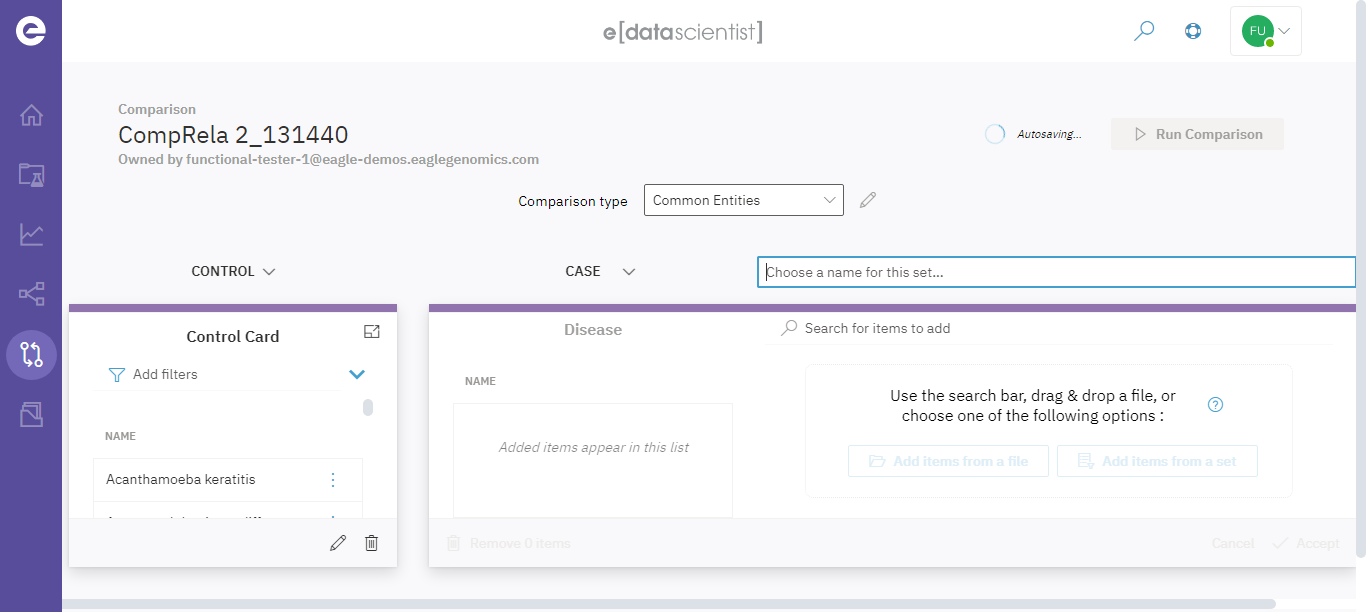 e[datascientist]
FU
Comparison
CompRela 2_131440
Owned by functional-tester-1@eagle-demos.eaglegenomics.com
Autosaving...
Run Comparison
Comparison type
Common Entities
CONTROL
CASE
Choose a name for this set...
Control Card
Add filters
NAME
Acanthamoeba keratitis
Disease
NAME
Added items appear in this list
Search for items to add
Use the search bar, drag & drop a file, or
choose one of the following options :
Add items from a file
Add items from a set
Remove 0 items
Cancel
Accept